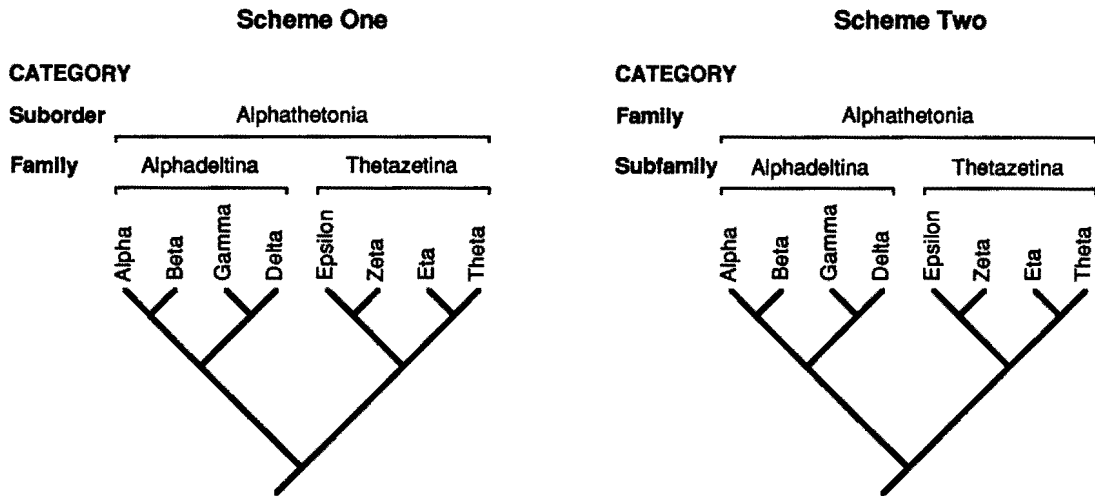 Scheme One
CATEGORY
Suborder Alphathetonia
Family Alphadeltina Thetazetina
Alpha Beta Gamma Delta Epsilon Zeta Eta Theta
Scheme Two
CATEGORY
Family Alphathetonia
Subfamily Alphadeltina Thetazetina
Alpha Beta Gamma Delta Epsilon Zeta Eta Theta